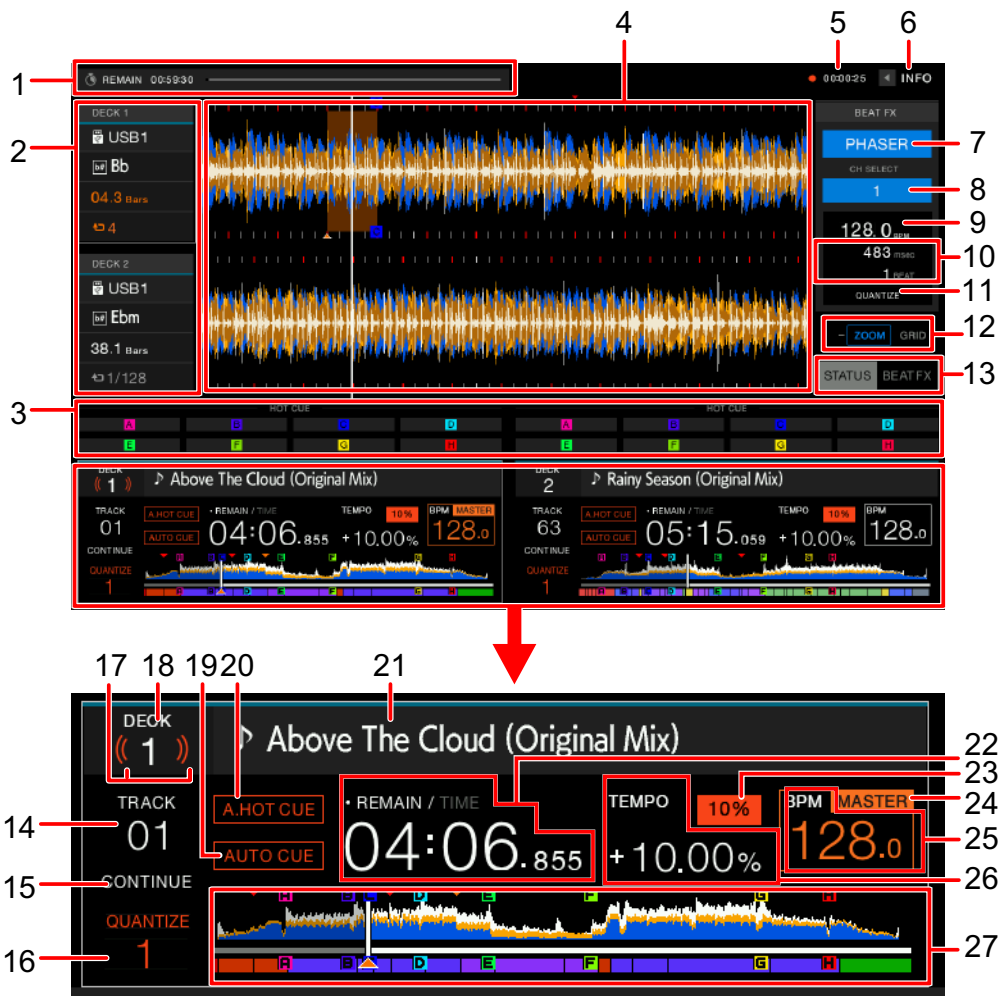 4 5 6
1 REMAIN 00:59:30 00:00:25 INFO
2 DECK 1
USB1
b# Bb
04.3 Bars
4
DECK 2
USB1
b# Ebm
38.1 Bars
1/128
BEAT FX
PHASER 7
CH SELECT
1 8
128.0 BPM 9
483 msec 10
1 BEAT
QUANTIZE 11
- ZOOM GRID 12
STATUS BEAT FX 13
3 HOT CUE HOT CUE
A B C D A B C D
E F G H E F G H
DECK 1 Above The Cloud (Original Mix)
TRACK 01 A.HOT CUE REMAIN / TIME TEMPO 10% BPM MASTER
AUTO CUE 04:06.855 +10.00% 128.0
CONTINUE A B C D E F G H
QUANTIZE 1
A B C D E F G H
DECK 2 Rainy Season (Original Mix)
TRACK 63 A.HOT CUE REMAIN / TIME TEMPO 10% BPM
AUTO CUE 05:15.059 +10.00% 128.0
CONTINUE A B C D E F G H
QUANTIZE 1
A B C D E F G H
17 18 19 20 21
DECK
1 Above The Cloud (Original Mix)
22
23
14 TRACK A.HOT CUE REMAIN / TIME TEMPO 10% BPM MASTER 24
01 AUTO CUE 04:06.855 +10.00% 128.0 25
26
15 CONTINUE A B C D E F G H
QUANTIZE
16 1 27
A B C D E F G H